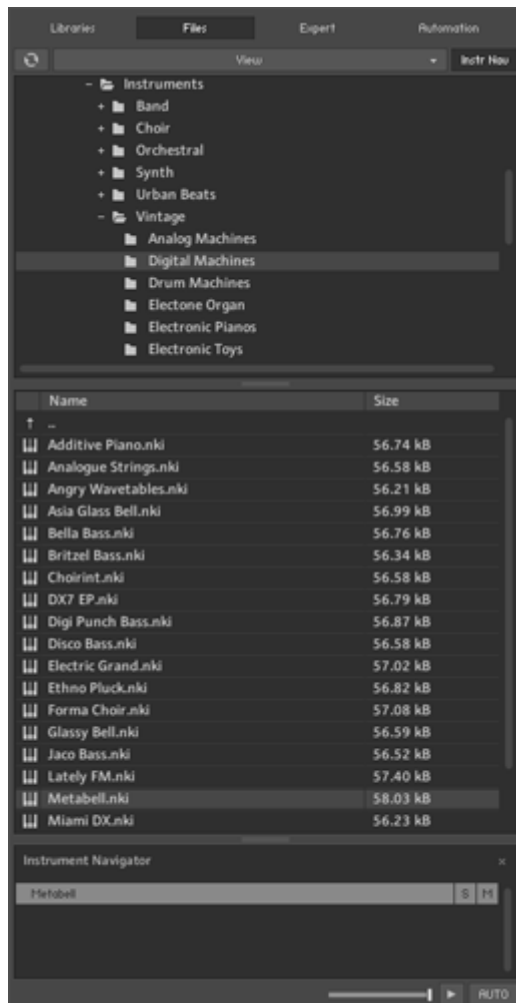 Libraries Files Expert Automation
View Instr Nav
- Instruments
+ Band
+ Choir
+ Orchestral
+ Synth
+ Urban Beats
- Vintage
Analog Machines
Digital Machines
Drum Machines
Electone Organ
Electronic Pianos
Electronic Toys
Name Size
↑ ..
Additive Piano.nki 56.74 kB
Analogue Strings.nki 56.58 kB
Angry Wavetables.nki 56.21 kB
Asia Glass Bell.nki 56.99 kB
Bella Bass.nki 56.76 kB
Britzel Bass.nki 56.34 kB
Choirint.nki 56.58 kB
DX7 EP.nki 56.79 kB
Digi Punch Bass.nki 56.87 kB
Disco Bass.nki 56.58 kB
Electric Grand.nki 57.02 kB
Ethno Pluck.nki 56.82 kB
Forma Choir.nki 57.08 kB
Glassy Bell.nki 56.59 kB
Jaco Bass.nki 56.52 kB
Lately FM.nki 57.40 kB
Metabell.nki 58.03 kB
Miami DX.nki 56.23 kB
Instrument Navigator ×
Metabell S M
AUTO